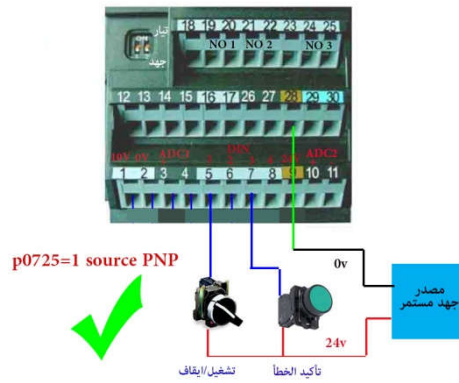 ON
تيار
جهد
18 19 20 21 22 23 24 25
NO 1 NO 2 NO 3
12 13 14 15 16 17 26 27 28 29 30
10V 0V ADC1 DIN 24V ADC2
1 2 3 4 5 6 7 8 9 10 11
p0725=1 source PNP
0v
مصدر
جهد مستمر
24v
تشغيل/ايقاف
تأكيد الخطأ